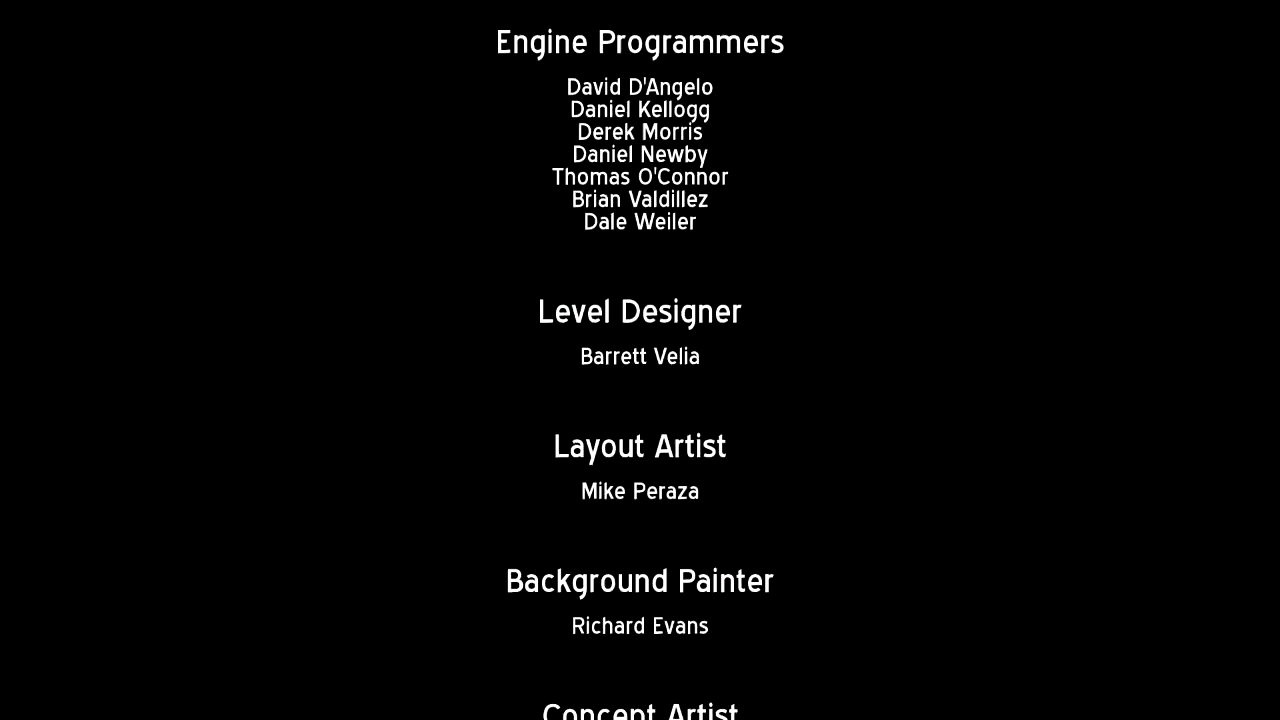 Engine Programmers
David D'Angelo
Daniel Kellogg
Derek Morris
Daniel Newby
Thomas O'Connor
Brian Valdillez
Dale Weiler
Level Designer
Barrett Velia
Layout Artist
Mike Peraza
Background Painter
Richard Evans
Concept Artist